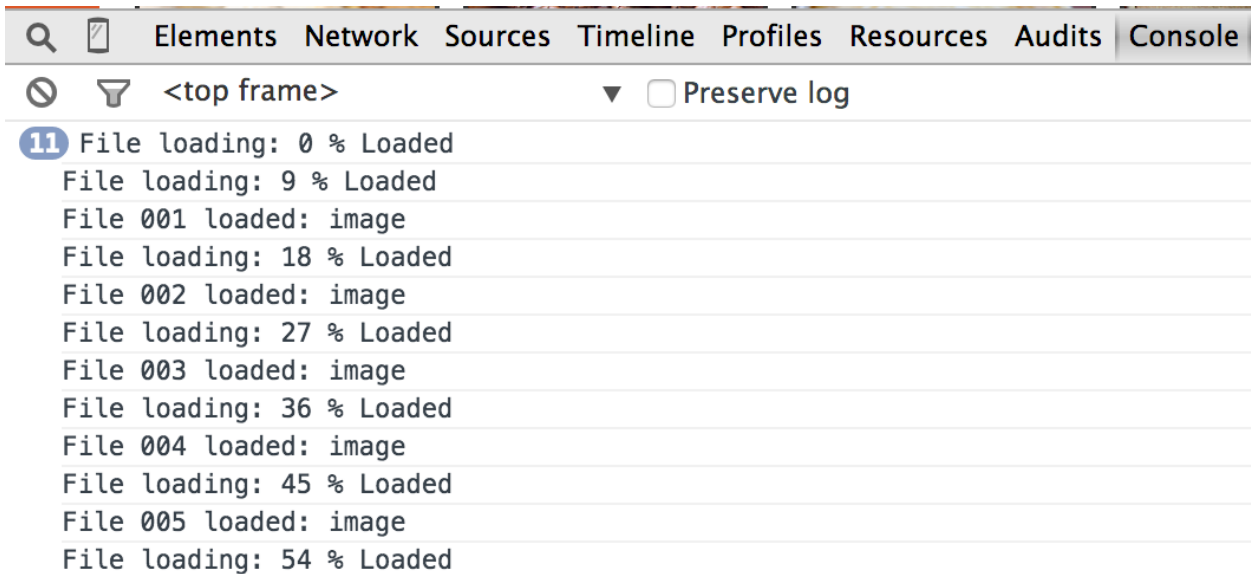 Elements Network Sources Timeline Profiles Resources Audits Console
<top frame> ▼ Preserve log
11 File loading: 0 % Loaded
File loading: 9 % Loaded
File 001 loaded: image
File loading: 18 % Loaded
File 002 loaded: image
File loading: 27 % Loaded
File 003 loaded: image
File loading: 36 % Loaded
File 004 loaded: image
File loading: 45 % Loaded
File 005 loaded: image
File loading: 54 % Loaded